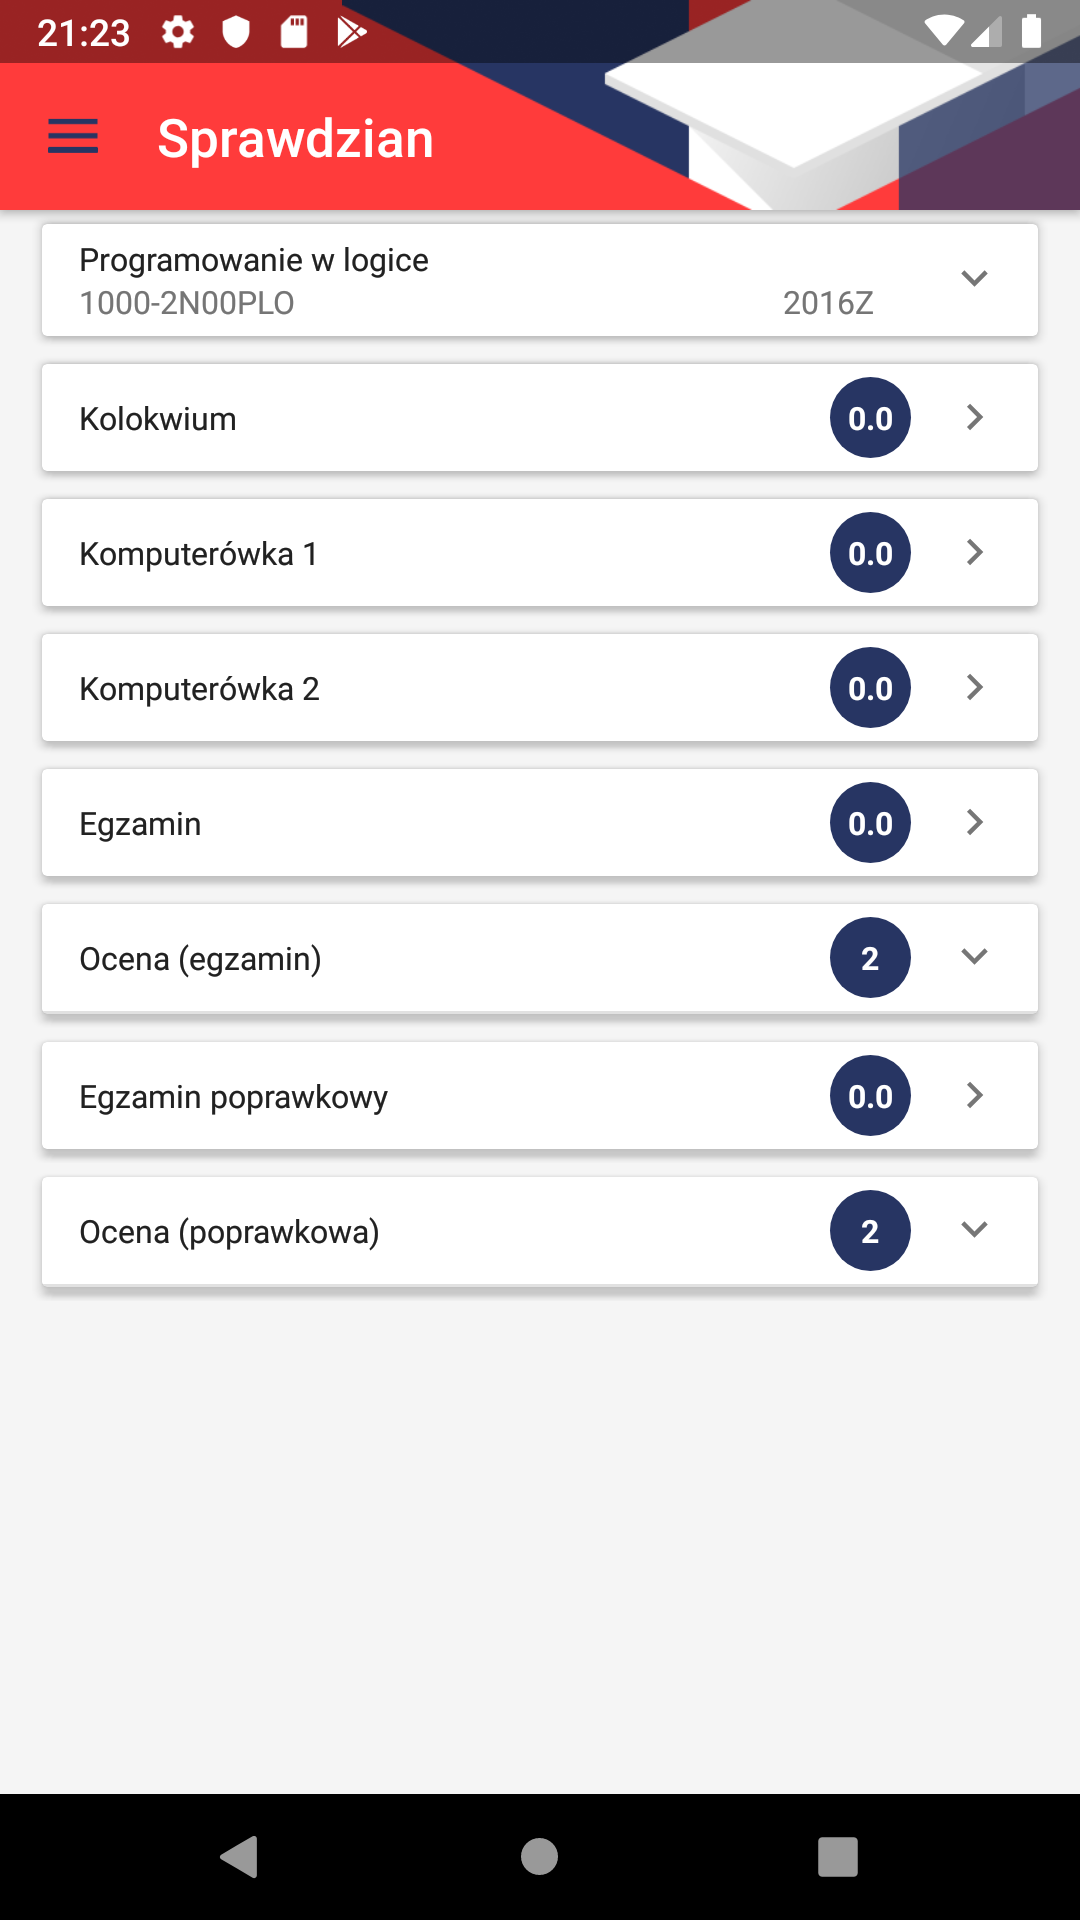 21:23
Sprawdzian
Programowanie w logice
1000-2N00PLO 2016Z
Kolokwium 0.0
Komputerówka 1 0.0
Komputerówka 2 0.0
Egzamin 0.0
Ocena (egzamin) 2
Egzamin poprawkowy 0.0
Ocena (poprawkowa) 2